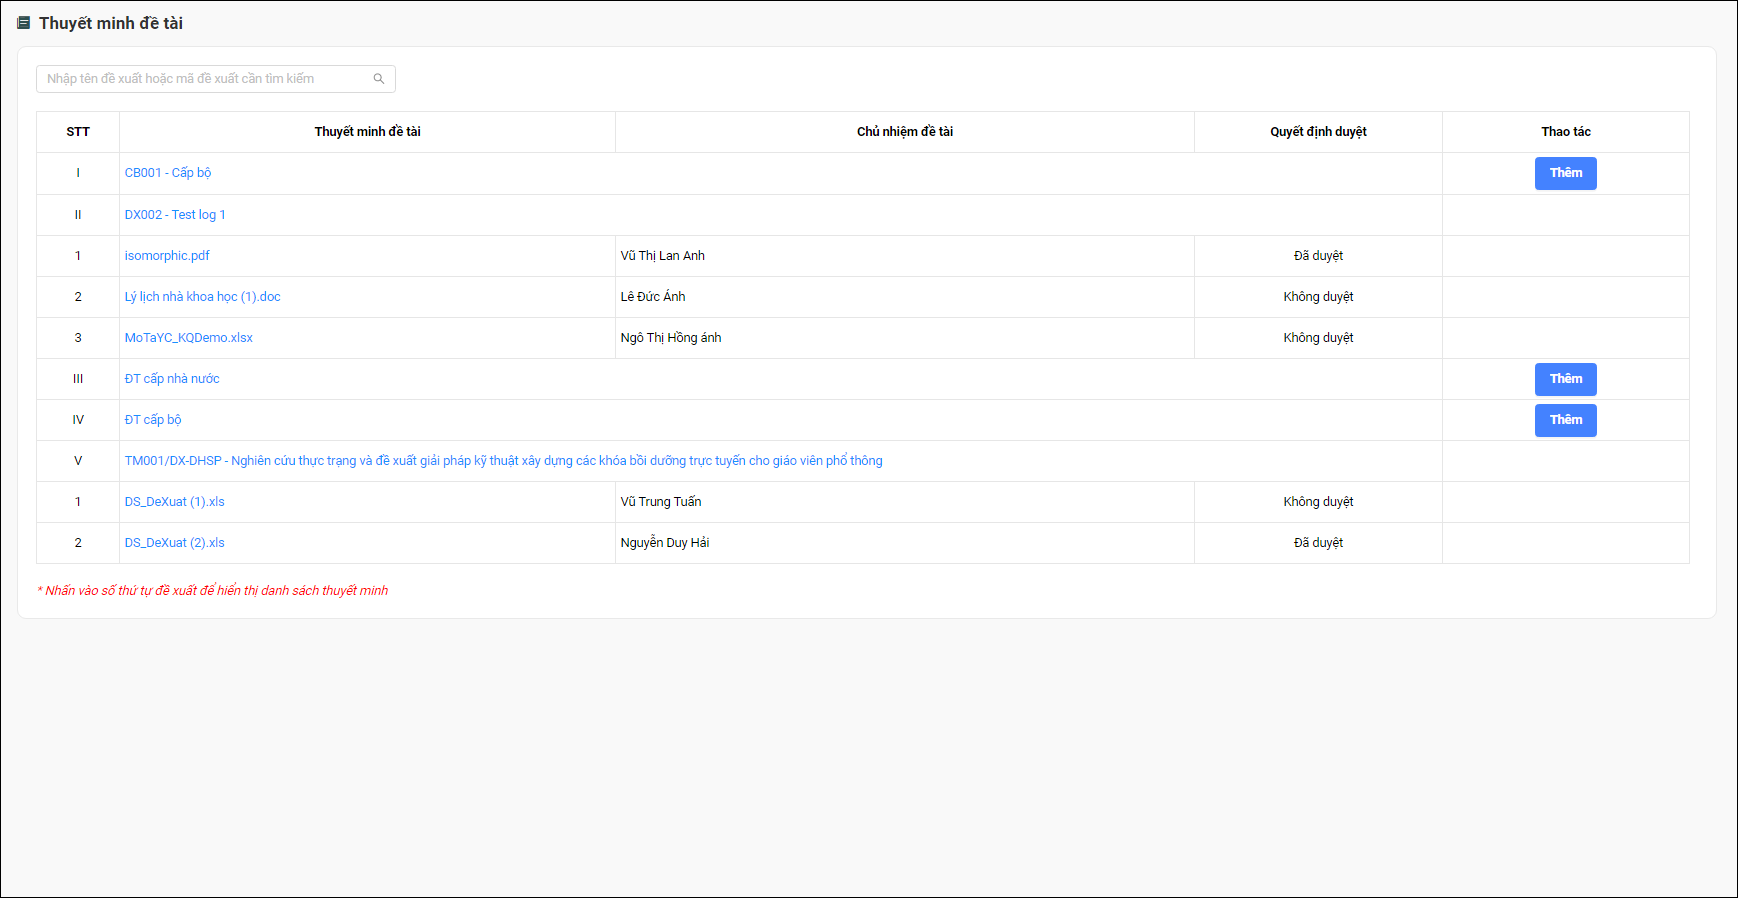 Thuyết minh đề tài
Nhập tên đề xuất hoặc mã đề xuất cần tìm kiếm
STT Thuyết minh đề tài Chủ nhiệm đề tài Quyết định duyệt Thao tác
I CB001 - Cấp bộ Thêm
II DX002 - Test log 1
1 isomorphic.pdf Vũ Thị Lan Anh Đã duyệt
2 Lý lịch nhà khoa học (1).doc Lê Đức Ánh Không duyệt
3 MoTaYC_KQDemo.xlsx Ngô Thị Hồng ánh Không duyệt
III ĐT cấp nhà nước Thêm
IV ĐT cấp bộ Thêm
V TM001/DX-DHSP - Nghiên cứu thực trạng và đề xuất giải pháp kỹ thuật xây dựng các khóa bồi dưỡng trực tuyến cho giáo viên phổ thông
1 DS_DeXuat (1).xls Vũ Trung Tuấn Không duyệt
2 DS_DeXuat (2).xls Nguyễn Duy Hải Đã duyệt
* Nhấn vào số thứ tự đề xuất để hiển thị danh sách thuyết minh